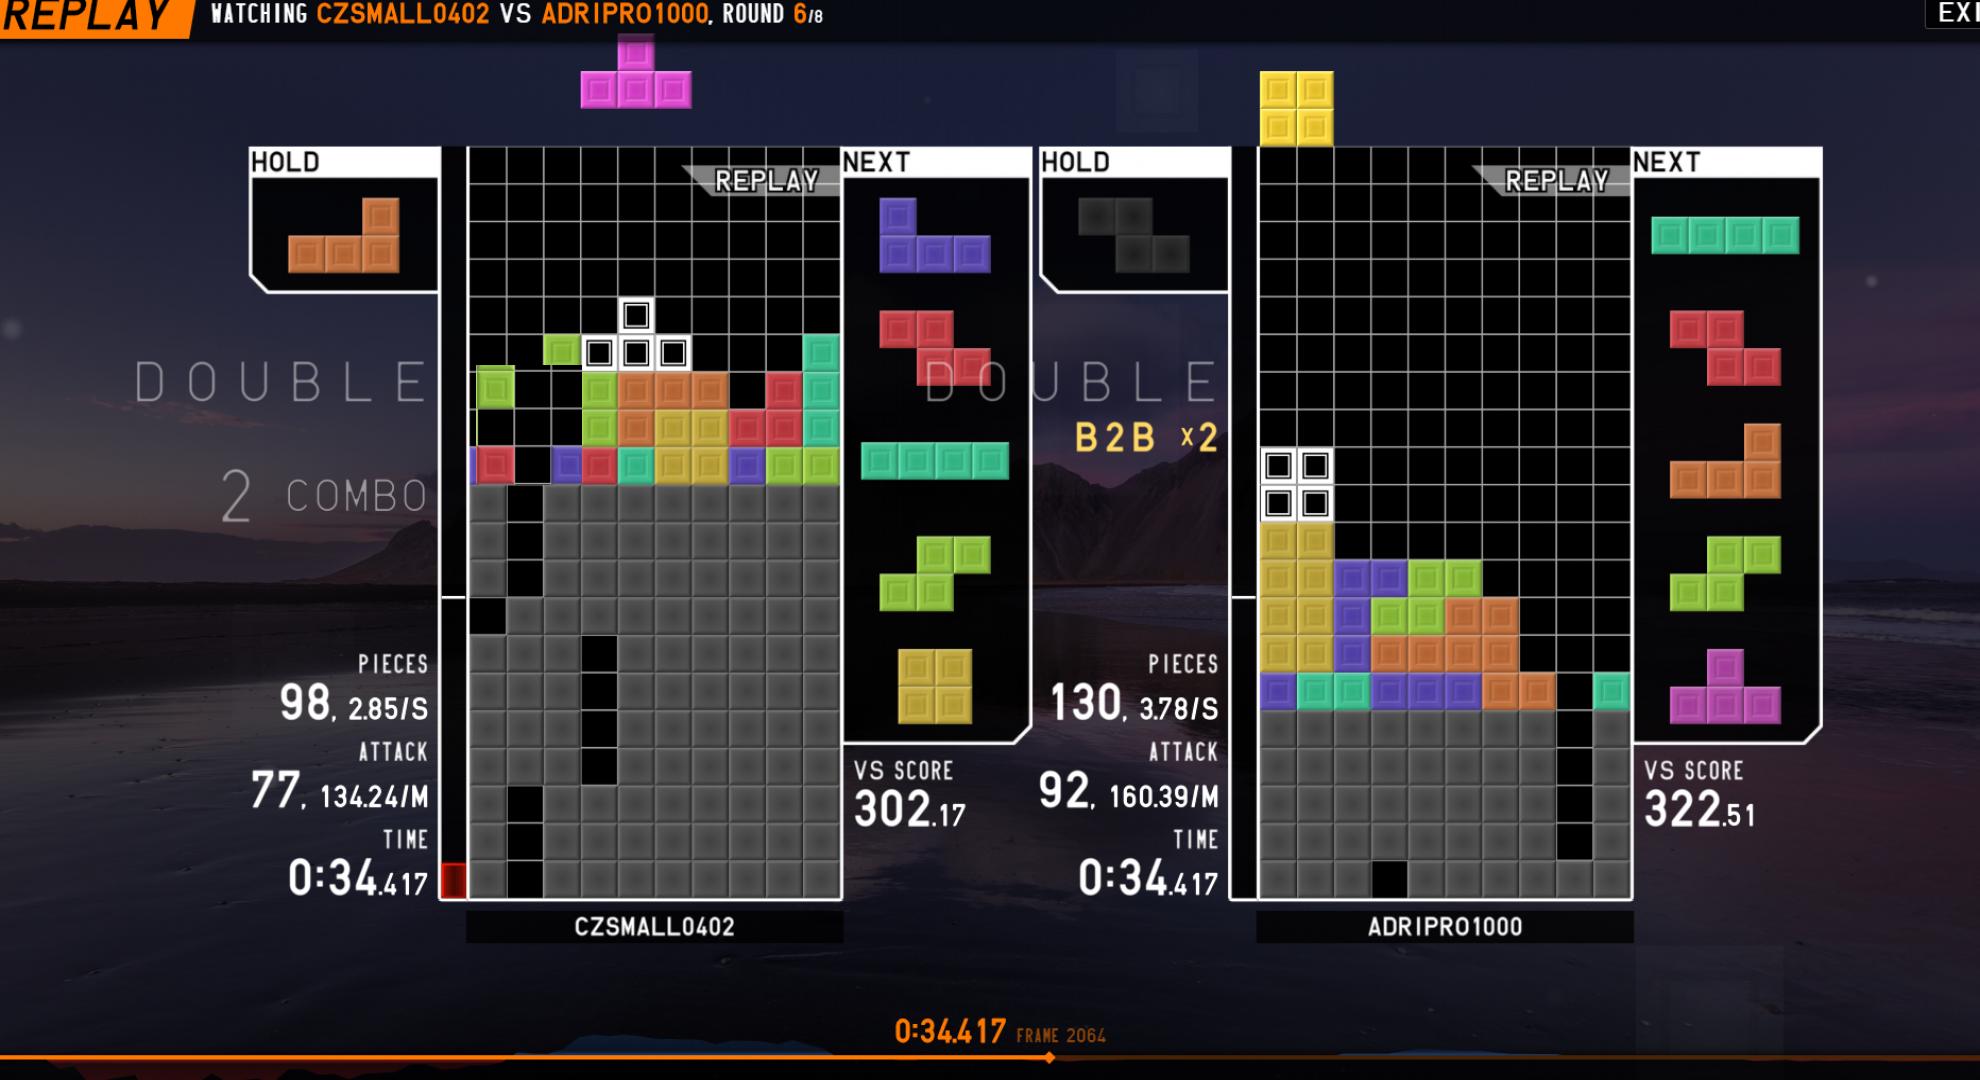 REPLAY WATCHING CZSMALL0402 VS ADRIPRO1000, ROUND 6/8
HOLD
REPLAY
NEXT
DOUBLE
2 COMBO
PIECES
98, 2.85/S
ATTACK
77, 134.24/M
TIME
0:34.417
VS SCORE
302.17
CZSMALL0402
HOLD
REPLAY
NEXT
DOUBLE
B2B x2
PIECES
130, 3.78/S
ATTACK
92, 160.39/M
TIME
0:34.417
VS SCORE
322.51
ADRIPRO1000
0:34.417 FRAME 2064